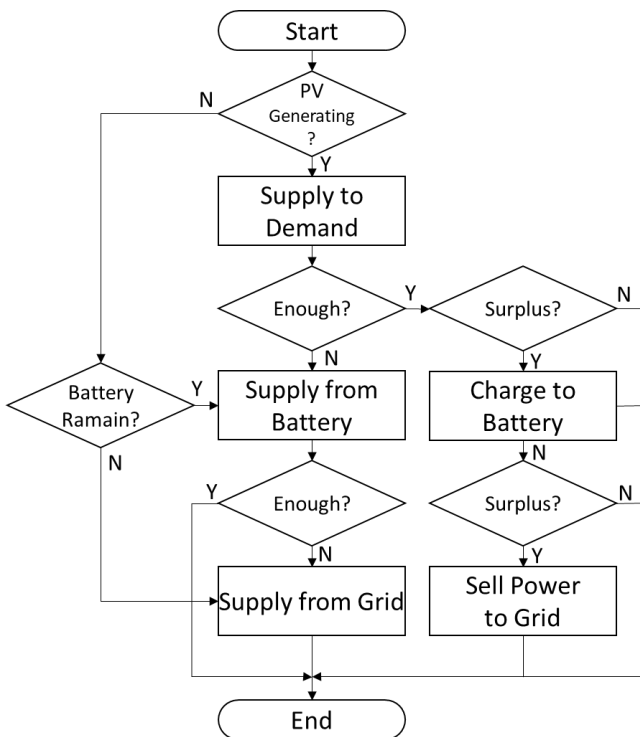 Start
PV
Generating
?
N
Y
Supply to
Demand
Enough?
Y
Surplus?
N
N
Y
Battery
Ramain?
Y
Supply from
Battery
Charge to
Battery
N
N
Y
Enough?
Surplus?
N
N
Y
Supply from Grid
Sell Power
to Grid
End